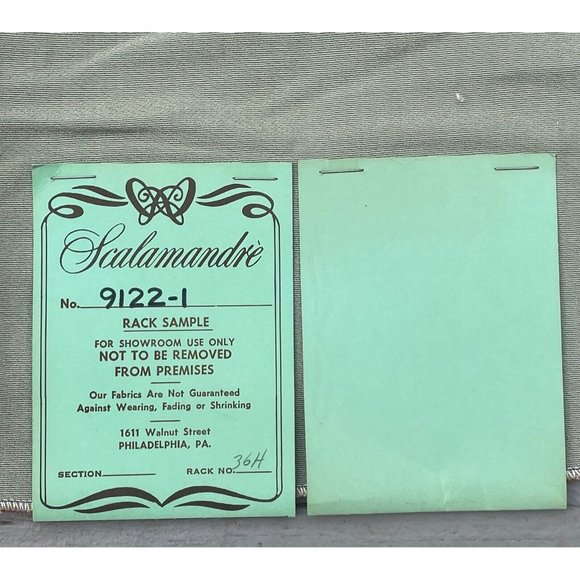 Scalamandrè
No. 9122-1
RACK SAMPLE
FOR SHOWROOM USE ONLY
NOT TO BE REMOVED
FROM PREMISES
Our Fabrics Are Not Guaranteed
Against Wearing, Fading or Shrinking
1611 Walnut Street
PHILADELPHIA, PA.
SECTION RACK NO. 36H